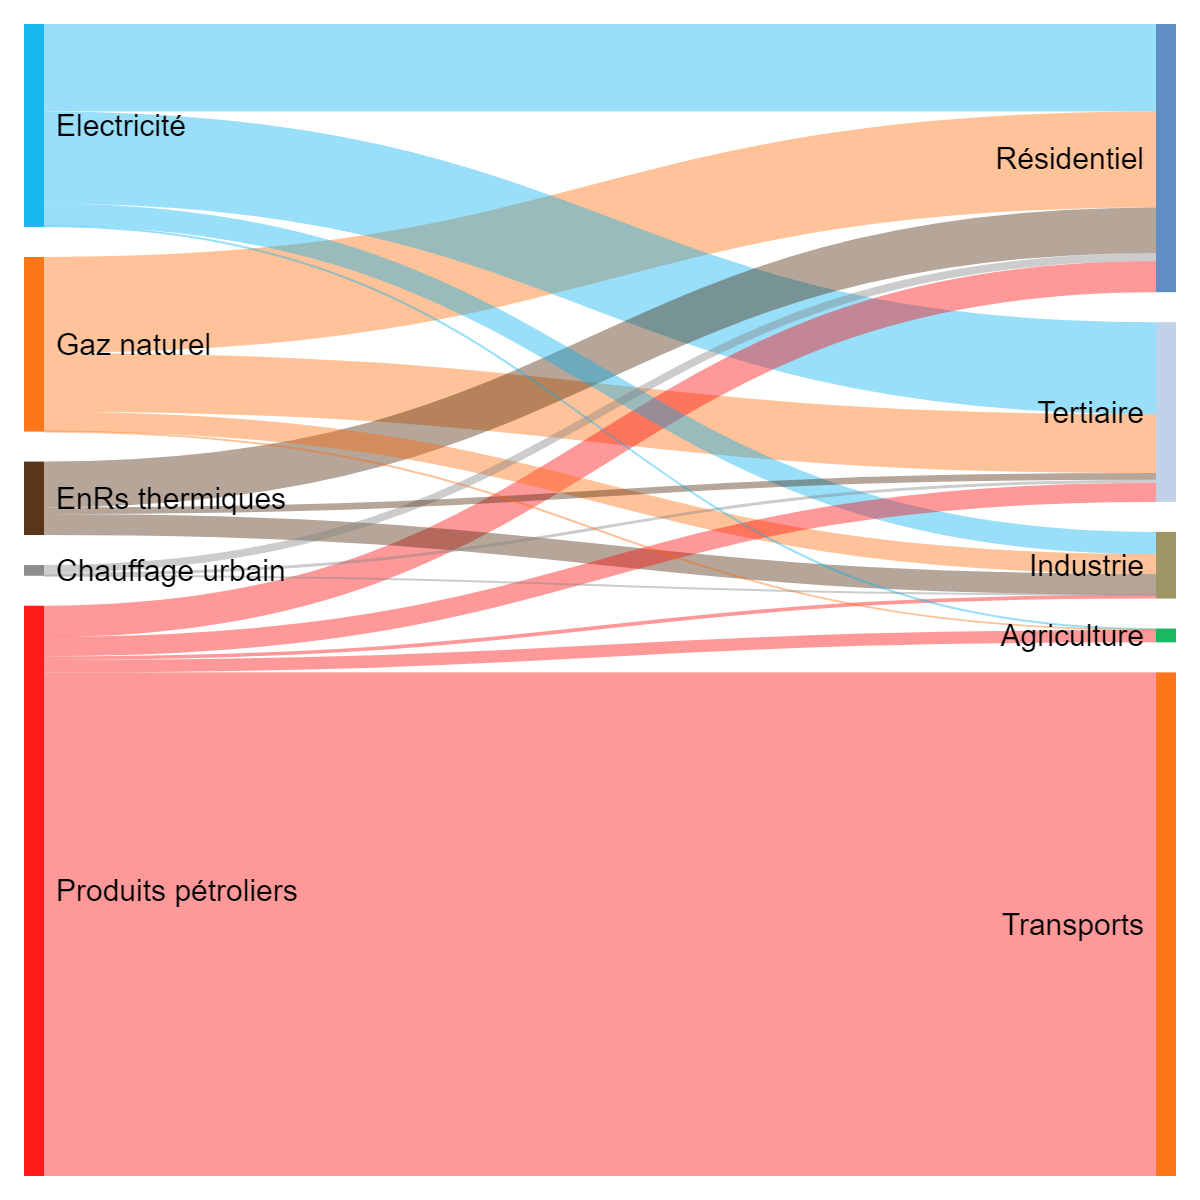 Electricité
Gaz naturel
EnRs thermiques
Chauffage urbain
Produits pétroliers
Résidentiel
Tertiaire
Industrie
Agriculture
Transports